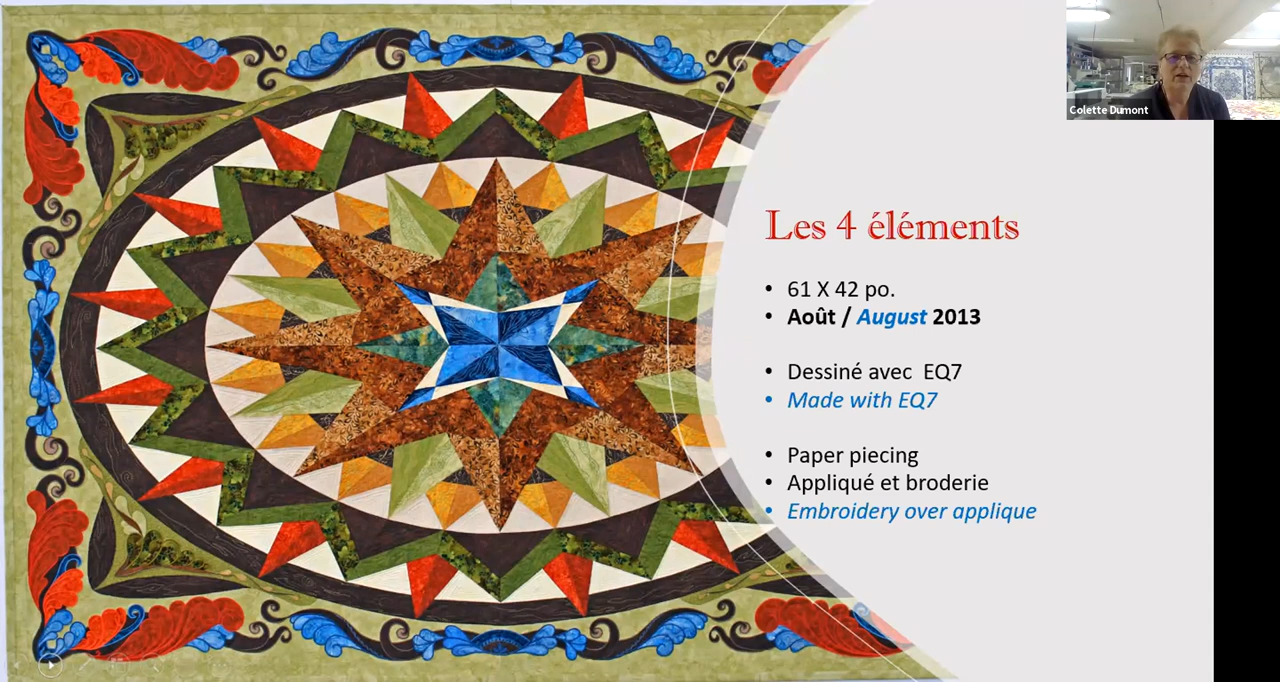 Colette Dumont
Les 4 éléments
• 61 X 42 po.
• Août / August 2013
• Dessiné avec EQ7
• Made with EQ7
• Paper piecing
• Appliqué et broderie
• Embroidery over applique